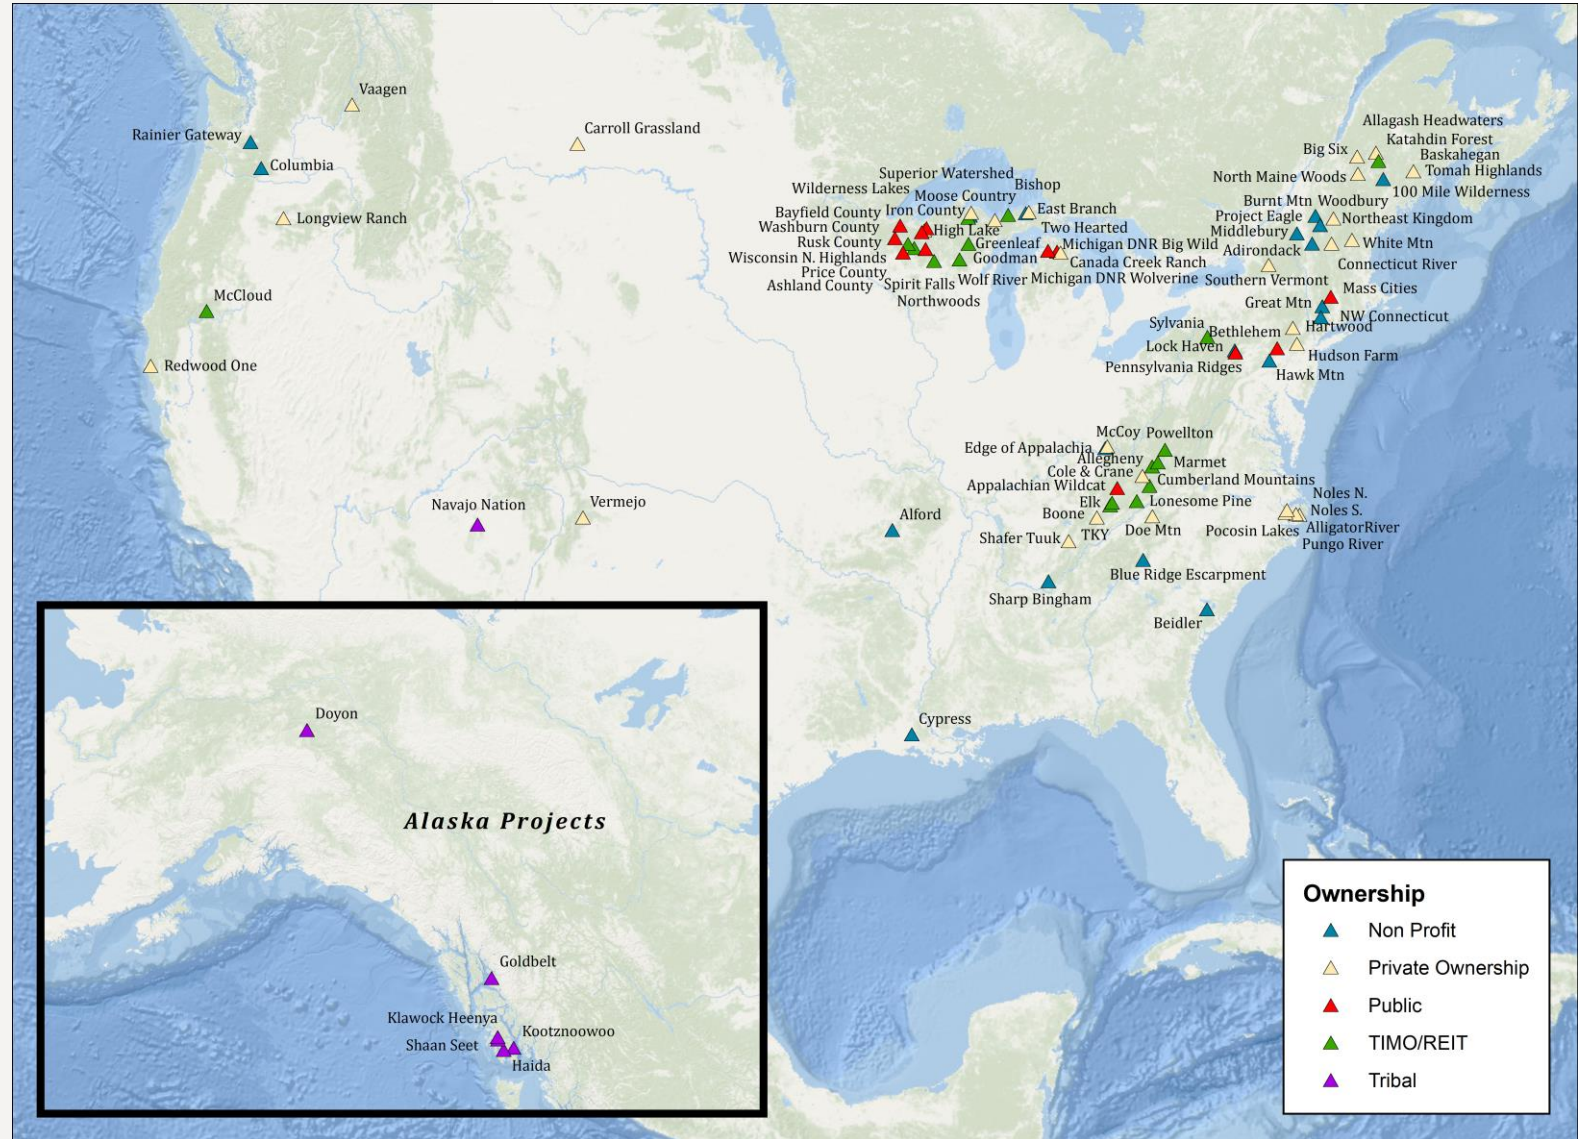 Allagash Headwaters
Vaagen
Katahdin Forest
Carroll Grassland
Rainier Gateway
Big Six
Baskahegan
Columbia
Superior Watershed
North Maine Woods
Tomah Highlands
Wilderness Lakes
Moose Country
Bishop
100 Mile Wilderness
Burnt Mtn
Woodbury
Longview Ranch
Bayfield County
Iron County
East Branch
Project Eagle
Northeast Kingdom
Washburn County
High Lake
Two Hearted
Middlebury
Rusk County
Greenleaf
Michigan DNR Big Wild
Adirondack
White Mtn
Wisconsin N. Highlands
Goodman
Canada Creek Ranch
Connecticut River
Price County
Ashland County
Spirit Falls
Wolf River
Michigan DNR Wolverine
Southern Vermont
Mass Cities
McCloud
Northwoods
Great Mtn
NW Connecticut
Sylvania
Bethlehem
Hartwood
Lock Haven
Hudson Farm
Redwood One
Pennsylvania Ridges
Hawk Mtn
McCoy
Powellton
Edge of Appalachia
Allegheny
Marmet
Cole & Crane
Cumberland Mountains
Appalachian Wildcat
Noles N.
Navajo Nation
Vermejo
Elk
Lonesome Pine
Noles S.
Alford
Boone
Doe Mtn
Pocosin Lakes
AlligatorRiver
Shafer Tuuk
TKY
Pungo River
Blue Ridge Escarpment
Sharp Bingham
Beidler
Cypress
Doyon
Alaska Projects
Goldbelt
Klawock Heenya
Kootznoowoo
Shaan Seet
Haida
Ownership
Non Profit
Private Ownership
Public
TIMO/REIT
Tribal